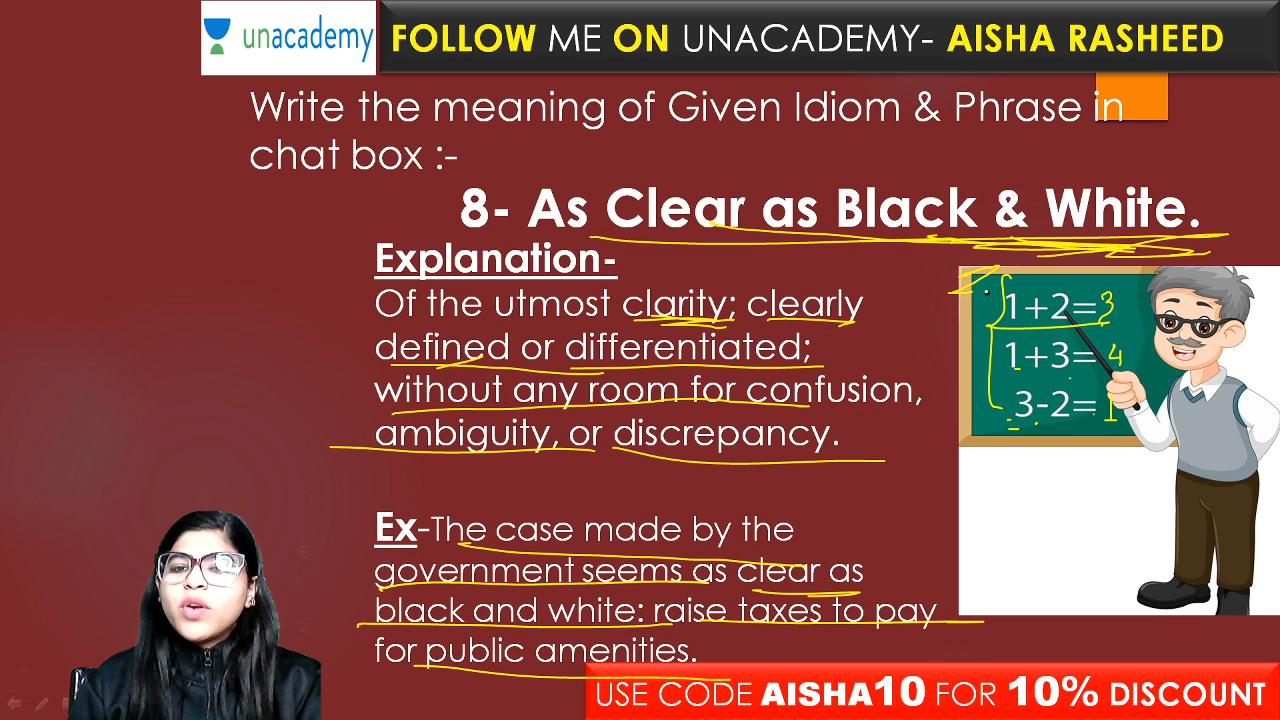 unacademy
FOLLOW ME ON UNACADEMY- AISHA RASHEED
Write the meaning of Given Idiom & Phrase in
chat box :-
8- As Clear as Black & White.
Explanation-
Of the utmost clarity; clearly
defined or differentiated;
without any room for confusion,
ambiguity, or discrepancy.
1+2=3
1+3=4
3-2=1
Ex-The case made by the
government seems as clear as
black and white: raise taxes to pay
for public amenities.
USE CODE AISHA10 FOR 10% DISCOUNT